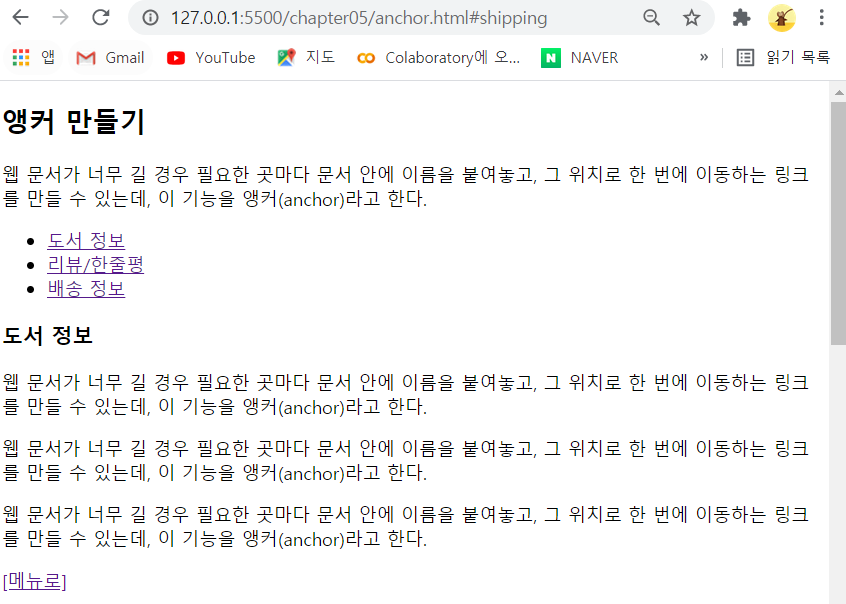 127.0.0.1:5500/chapter05/anchor.html#shipping
앱 Gmail YouTube 지도 Colaboratory에 오... N NAVER » 읽기 목록
앵커 만들기
웹 문서가 너무 길 경우 필요한 곳마다 문서 안에 이름을 붙여놓고, 그 위치로 한 번에 이동하는 링크
를 만들 수 있는데, 이 기능을 앵커(anchor)라고 한다.
• 도서 정보
• 리뷰/한줄평
• 배송 정보
도서 정보
웹 문서가 너무 길 경우 필요한 곳마다 문서 안에 이름을 붙여놓고, 그 위치로 한 번에 이동하는 링크
를 만들 수 있는데, 이 기능을 앵커(anchor)라고 한다.
웹 문서가 너무 길 경우 필요한 곳마다 문서 안에 이름을 붙여놓고, 그 위치로 한 번에 이동하는 링크
를 만들 수 있는데, 이 기능을 앵커(anchor)라고 한다.
웹 문서가 너무 길 경우 필요한 곳마다 문서 안에 이름을 붙여놓고, 그 위치로 한 번에 이동하는 링크
를 만들 수 있는데, 이 기능을 앵커(anchor)라고 한다.
[메뉴로]